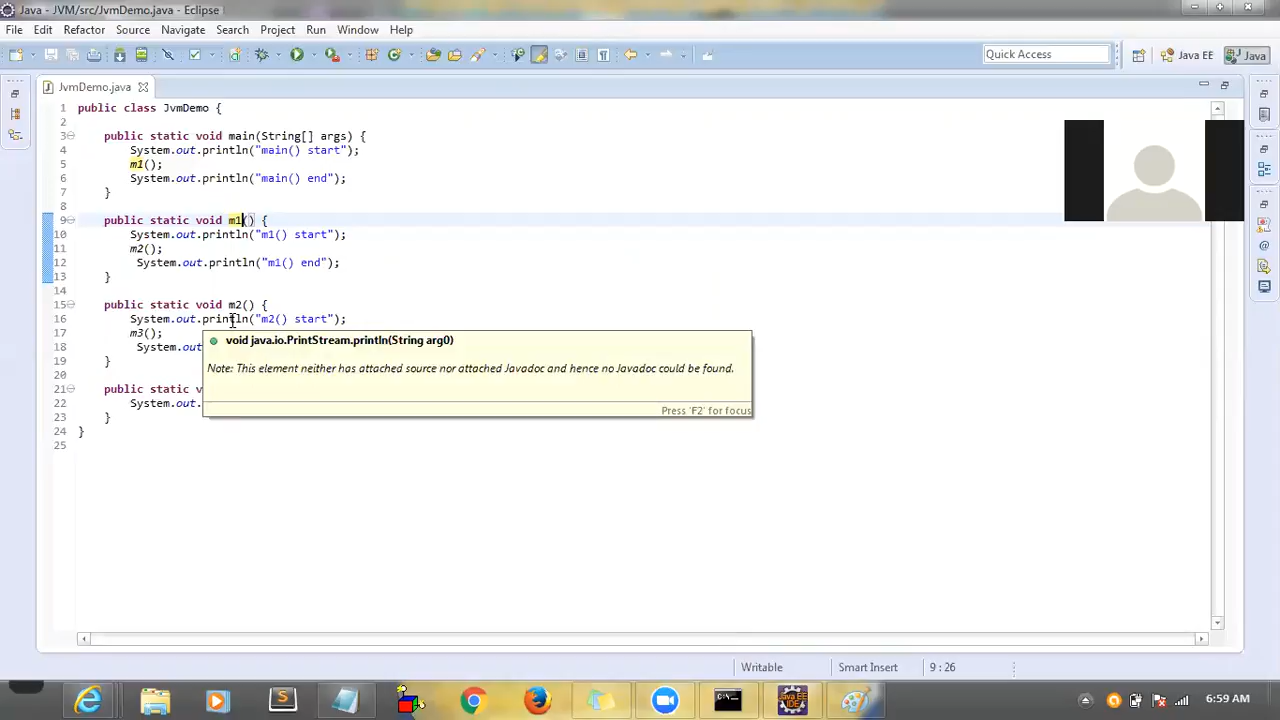 Java - JVM/src/JvmDemo.java - Eclipse
File Edit Refactor Source Navigate Search Project Run Window Help
Quick Access Java EE Java
JvmDemo.java
1 public class JvmDemo {
2
3 public static void main(String[] args) {
4 System.out.println("main() start");
5 m1();
6 System.out.println("main() end");
7 }
8
9 public static void m1() {
10 System.out.println("m1() start");
11 m2();
12 System.out.println("m1() end");
13 }
14
15 public static void m2() {
16 System.out.println("m2() start");
17 m3();
18 System.out
19 }
20
21 public static v
22 System.out.
23 }
24 }
25
void java.io.PrintStream.println(String arg0)
Note: This element neither has attached source nor attached Javadoc and hence no Javadoc could be found.
Press 'F2' for focus
Writable Smart Insert 9 : 26
6:59 AM